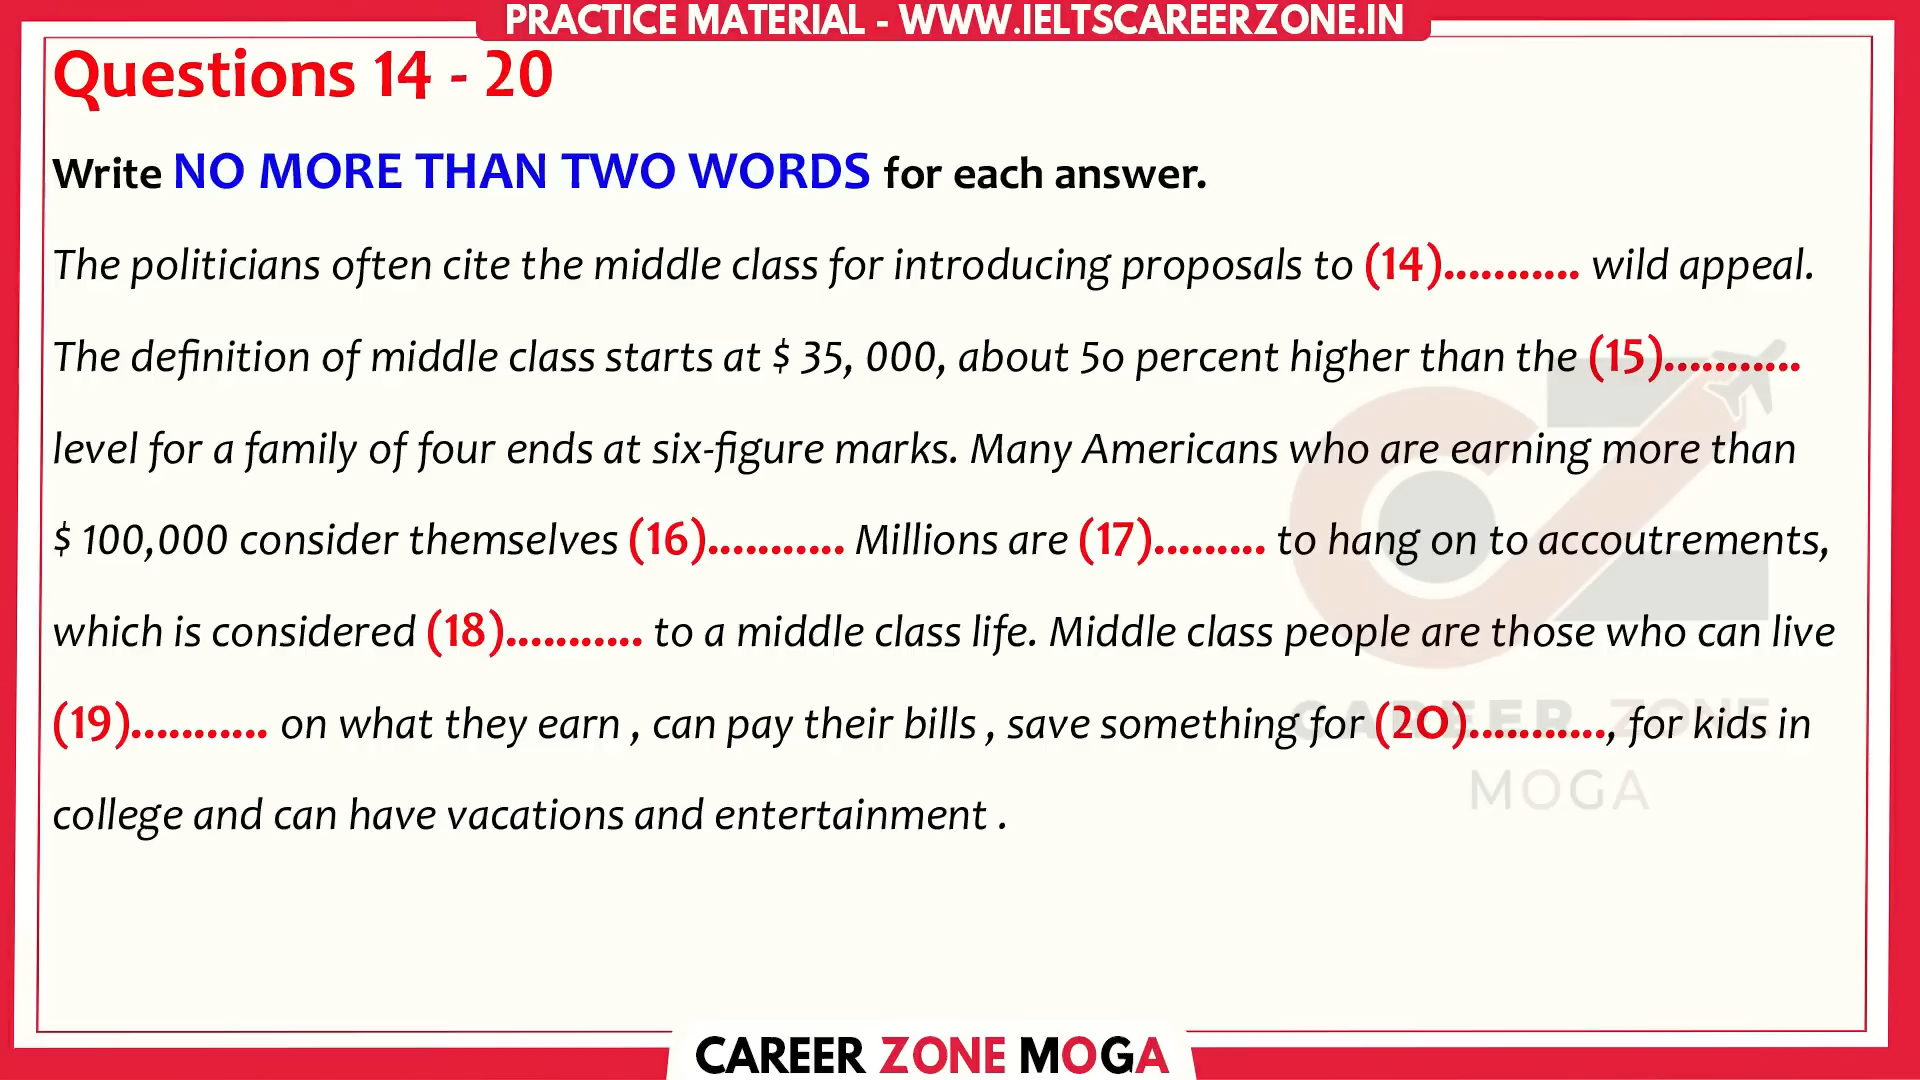 PRACTICE MATERIAL - WWW.IELTSCAREERZONE.IN
Questions 14 - 20
Write NO MORE THAN TWO WORDS for each answer.
The politicians often cite the middle class for introducing proposals to (14)........... wild appeal.
The definition of middle class starts at $ 35, 000, about 50 percent higher than the (15)...........
level for a family of four ends at six-figure marks. Many Americans who are earning more than
$ 100,000 consider themselves (16)........... Millions are (17)......... to hang on to accoutrements,
which is considered (18)........... to a middle class life. Middle class people are those who can live
(19)........... on what they earn , can pay their bills , save something for (20)..........., for kids in
college and can have vacations and entertainment .
CAREER ZONE
MOGA
CAREER ZONE MOGA